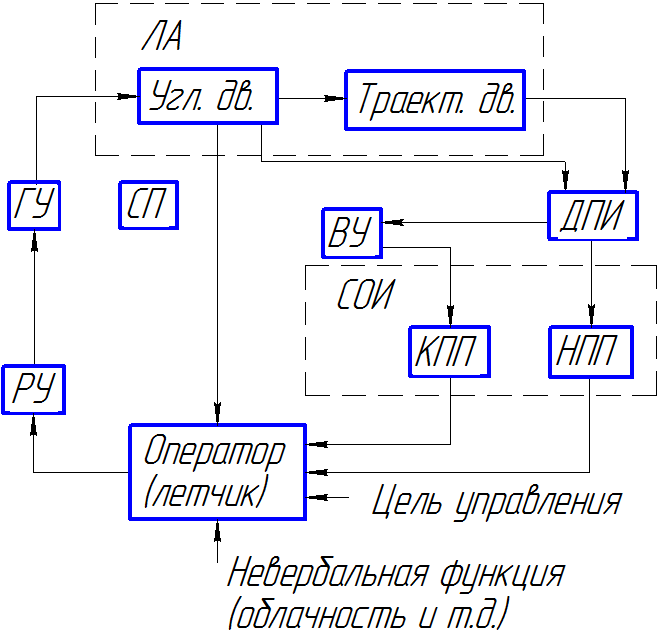 ЛА
Угл. дв.
Траект. дв.
ГУ
СП
ВУ
ДПИ
СОИ
КПП
НПП
РУ
Оператор
(летчик)
Цель управления
Невербальная функция
(облачность и т.д.)